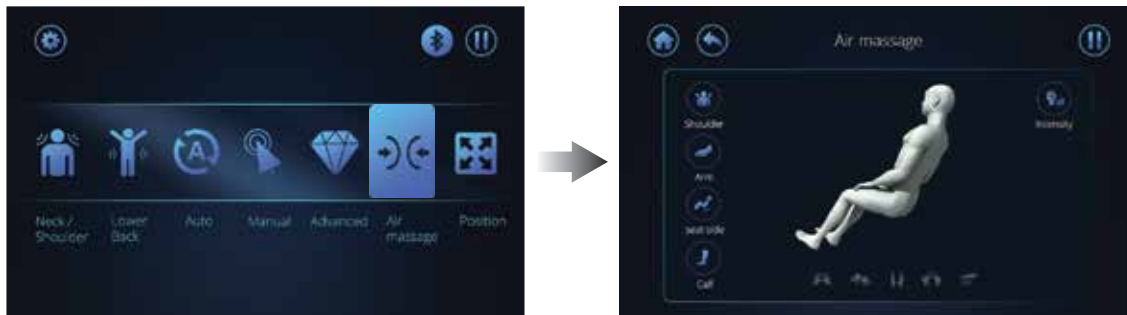 Neck /
Shoulder
Lower
Back
Auto
A
Manual
Advanced
Air
massage
Position
Air massage
Shoulder
Arm
seat side
Calf
Intensity